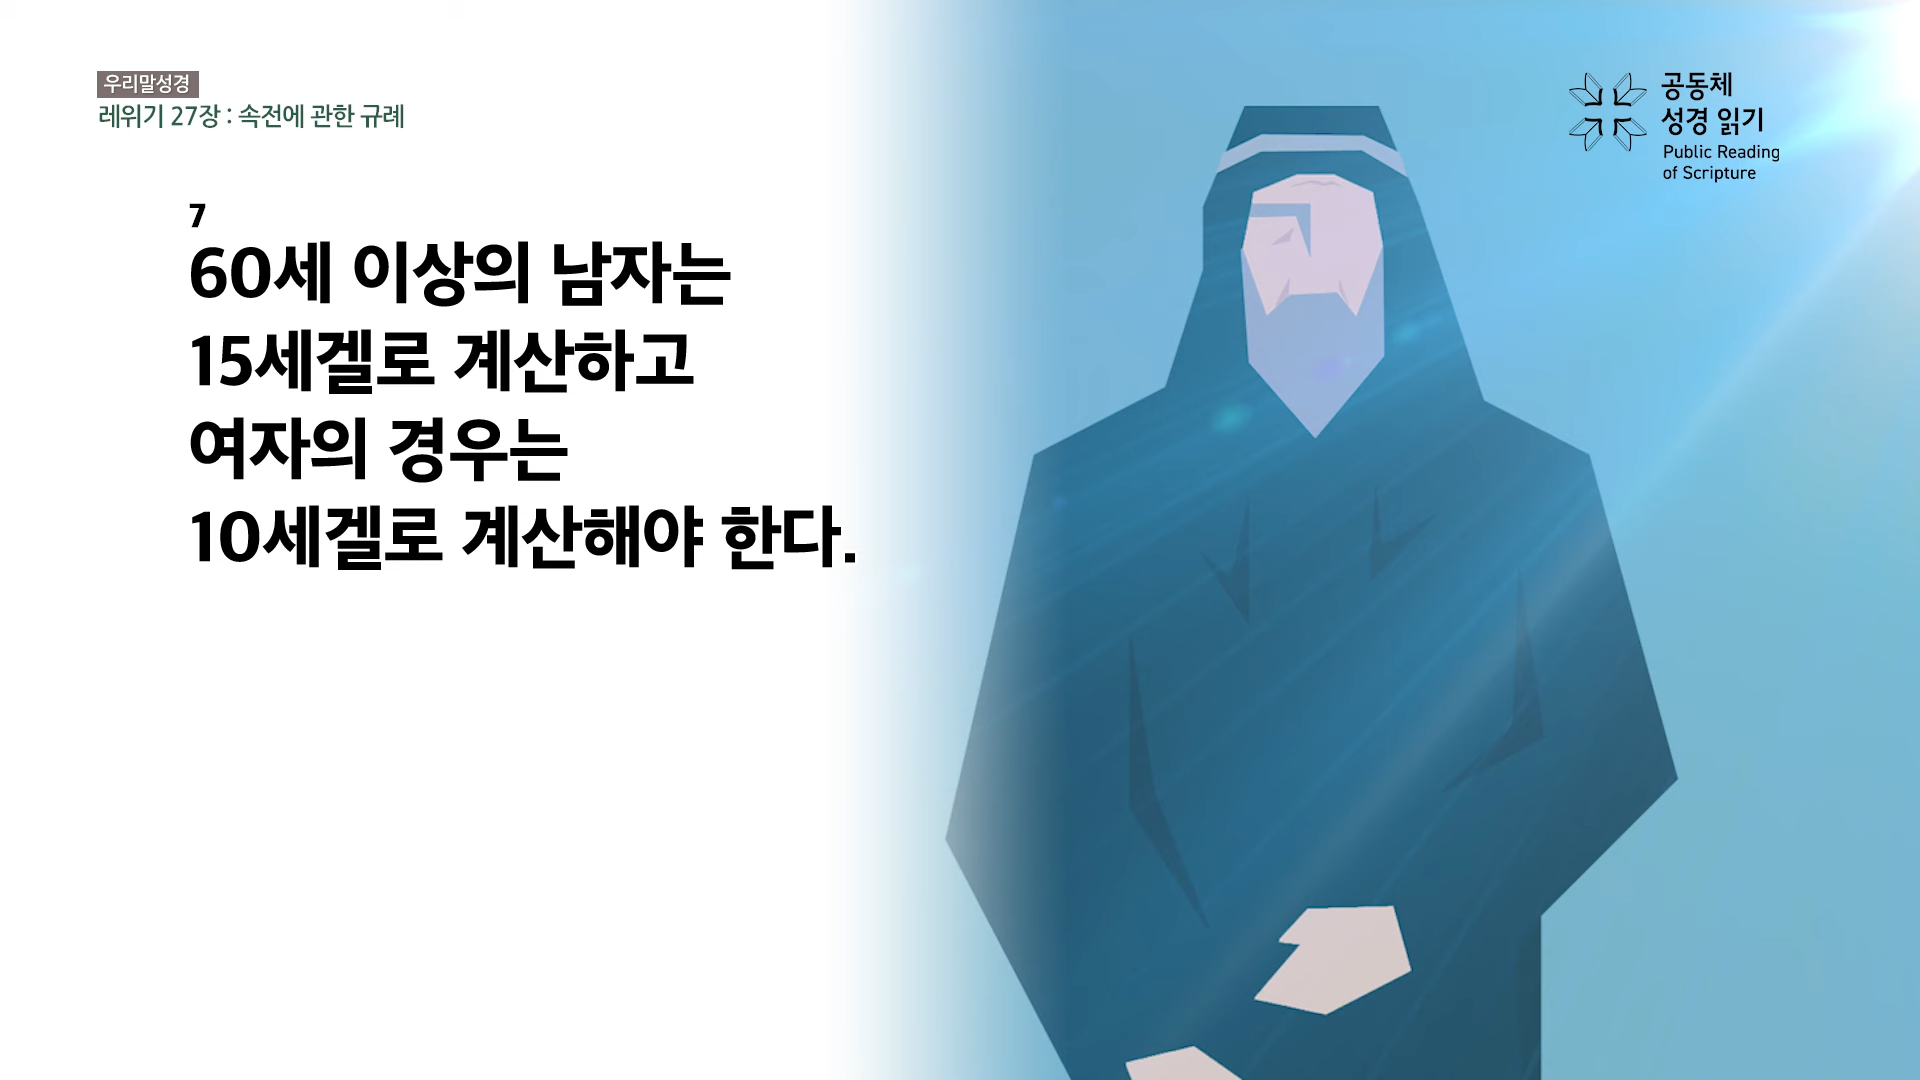 우리말성경
레위기 27장 : 속전에 관한 규례
공동체
성경 읽기
Public Reading
of Scripture
7
60세 이상의 남자는
15세겔로 계산하고
여자의 경우는
10세겔로 계산해야 한다.